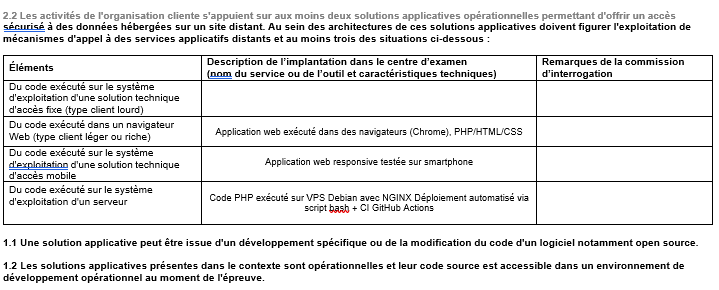 2.2 Les activités de l'organisation cliente s'appuient sur aux moins deux solutions applicatives opérationnelles permettant d'offrir un accès
sécurisé à des données hébergées sur un site distant. Au sein des architectures de ces solutions applicatives doivent figurer l'exploitation de
mécanismes d'appel à des services applicatifs distants et au moins trois des situations ci-dessous :
Éléments
Description de l'implantation dans le centre d'examen
(nom du service ou de l'outil et caractéristiques techniques)
Remarques de la commission
d'interrogation
Du code exécuté sur le système
d'exploitation d'une solution technique
d'accès fixe (type client lourd)
Du code exécuté dans un navigateur
Web (type client léger ou riche)
Application web exécuté dans des navigateurs (Chrome), PHP/HTML/CSS
Du code exécuté sur le système
d'exploitation d'une solution technique
d'accès mobile
Application web responsive testée sur smartphone
Du code exécuté sur le système
d'exploitation d'un serveur
Code PHP exécuté sur VPS Debian avec NGINX Déploiement automatisé via
script bash + CI GitHub Actions
1.1 Une solution applicative peut être issue d'un développement spécifique ou de la modification du code d'un logiciel notamment open source.
1.2 Les solutions applicatives présentes dans le contexte sont opérationnelles et leur code source est accessible dans un environnement de
développement opérationnel au moment de l'épreuve.